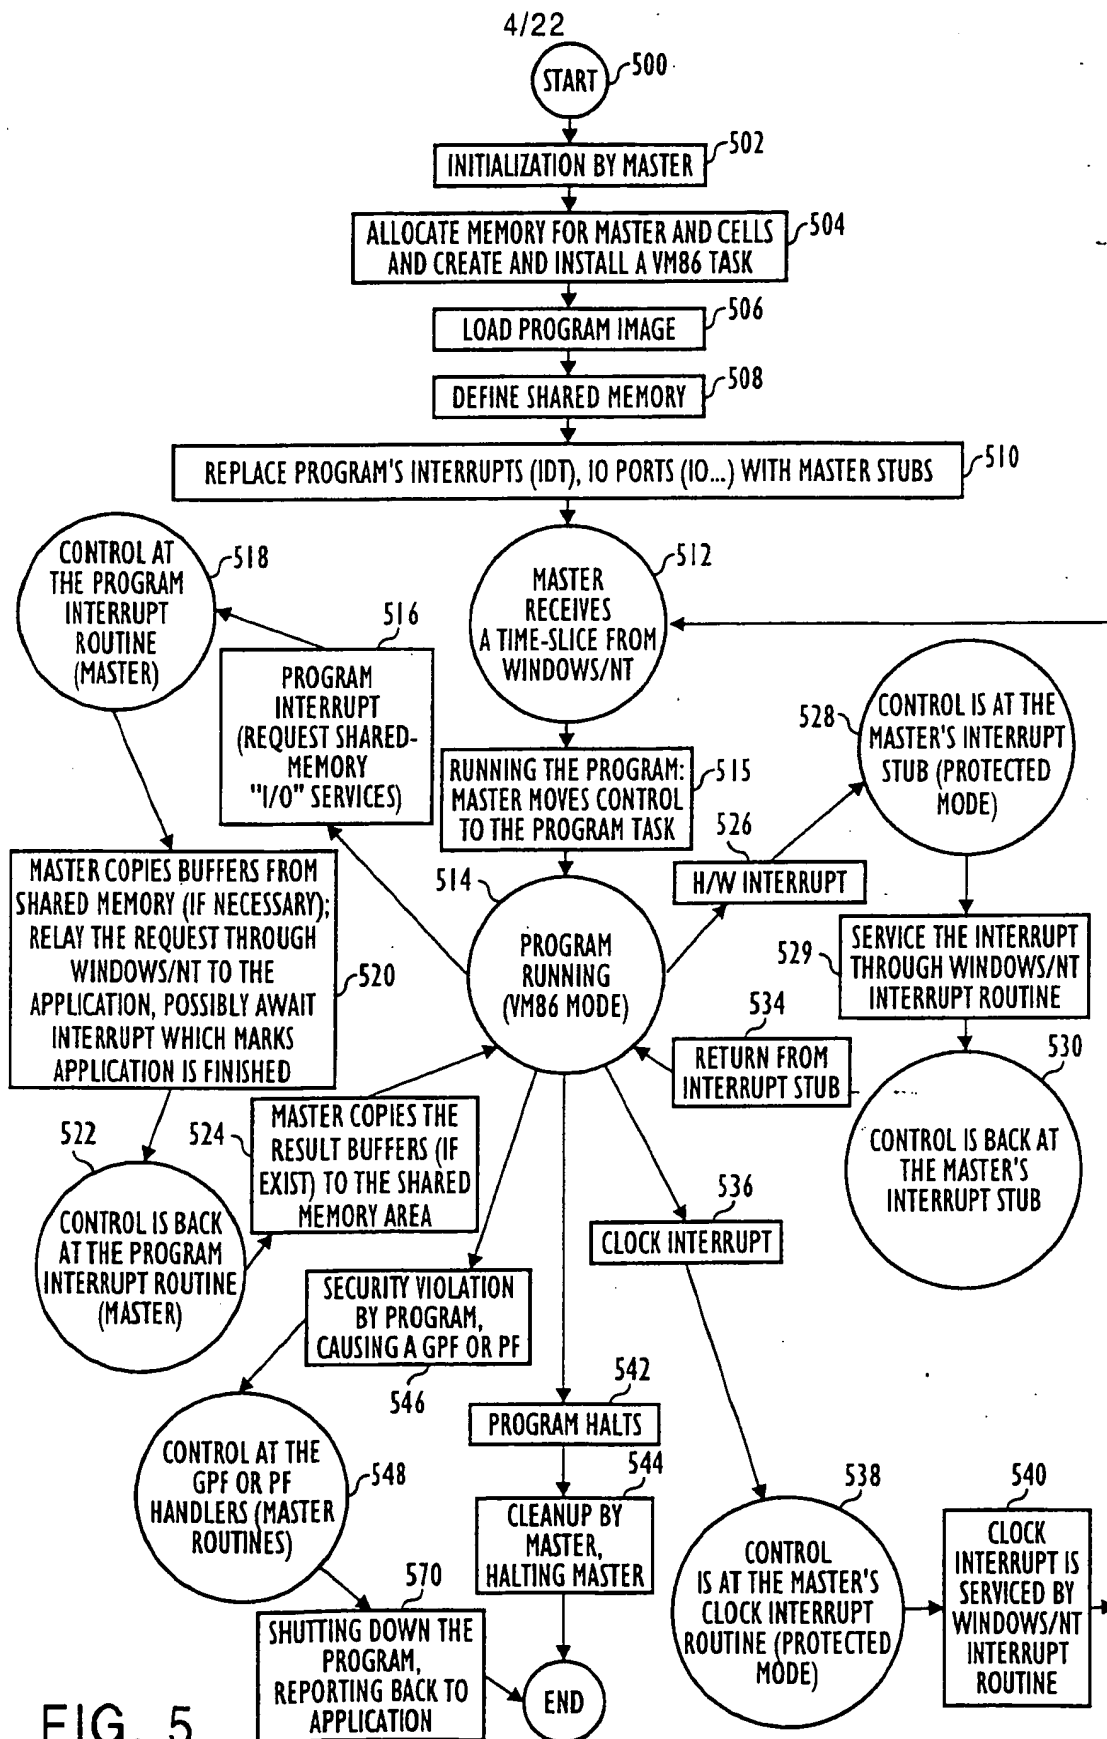 4/22
START
500
502
INITIALIZATION BY MASTER
504
ALLOCATE MEMORY FOR MASTER AND CELLS
AND CREATE AND INSTALL A VM86 TASK
506
LOAD PROGRAM IMAGE
508
DEFINE SHARED MEMORY
510
REPLACE PROGRAM'S INTERRUPTS (IDT), IO PORTS (IO...) WITH MASTER STUBS
512
MASTER
RECEIVES
A TIME-SLICE FROM
WINDOWS/NT
518
CONTROL AT
THE PROGRAM
INTERRUPT
ROUTINE
(MASTER)
516
PROGRAM
INTERRUPT
(REQUEST SHARED-
MEMORY
"I/O" SERVICES)
515
RUNNING THE PROGRAM:
MASTER MOVES CONTROL
TO THE PROGRAM TASK
528
CONTROL IS AT THE
MASTER'S INTERRUPT
STUB (PROTECTED
MODE)
526
H/W INTERRUPT
514
PROGRAM
RUNNING
(VM86 MODE)
MASTER COPIES BUFFERS FROM
SHARED MEMORY (IF NECESSARY);
RELAY THE REQUEST THROUGH
WINDOWS/NT TO THE
APPLICATION, POSSIBLY AWAIT
INTERRUPT WHICH MARKS
APPLICATION IS FINISHED
520
529
SERVICE THE INTERRUPT
THROUGH WINDOWS/NT
INTERRUPT ROUTINE
534
RETURN FROM
INTERRUPT STUB
530
CONTROL IS BACK AT
THE MASTER'S
INTERRUPT STUB
522
CONTROL IS BACK
AT THE PROGRAM
INTERRUPT ROUTINE
(MASTER)
524
MASTER COPIES THE
RESULT BUFFERS (IF
EXIST) TO THE SHARED
MEMORY AREA
536
CLOCK INTERRUPT
SECURITY VIOLATION
BY PROGRAM,
CAUSING A GPF OR PF
546
542
PROGRAM HALTS
544
CLEANUP BY
MASTER,
HALTING MASTER
CONTROL AT THE
GPF OR PF
HANDLERS (MASTER
ROUTINES)
548
538
CONTROL
IS AT THE MASTER'S
CLOCK INTERRUPT
ROUTINE (PROTECTED
MODE)
540
CLOCK
INTERRUPT IS
SERVICED BY
WINDOWS/NT
INTERRUPT
ROUTINE
570
SHUTTING DOWN THE
PROGRAM,
REPORTING BACK TO
APPLICATION
END
FIG. 5